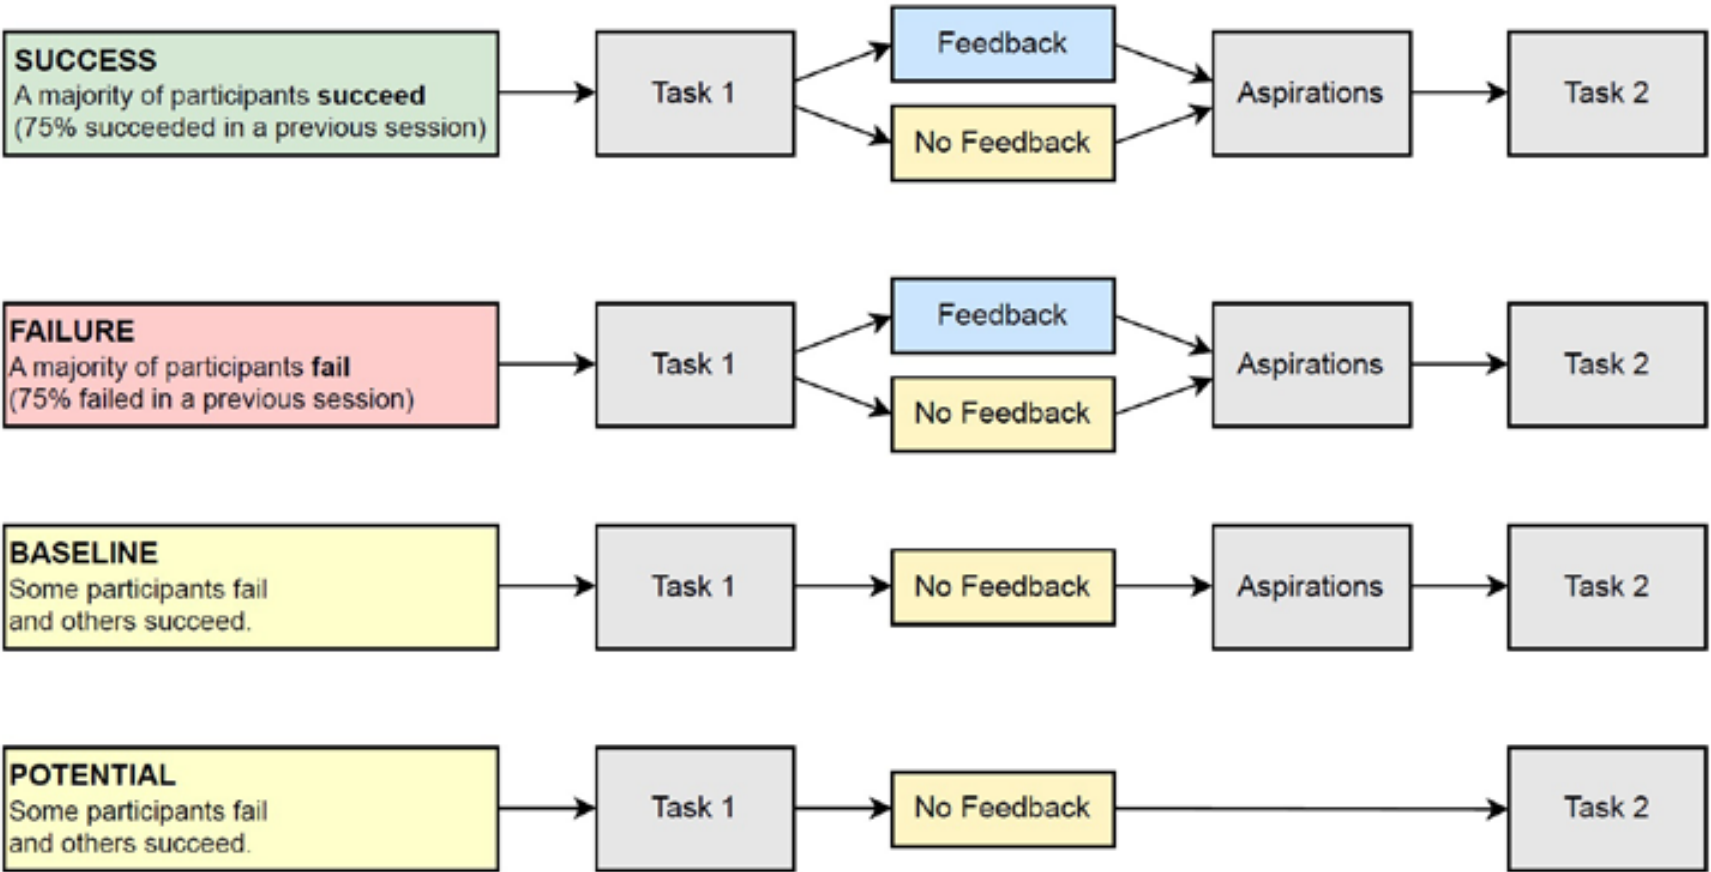 SUCCESS
A majority of participants succeed
(75% succeeded in a previous session)
Task 1
Feedback
No Feedback
Aspirations
Task 2
FAILURE
A majority of participants fail
(75% failed in a previous session)
Task 1
Feedback
No Feedback
Aspirations
Task 2
BASELINE
Some participants fail
and others succeed.
Task 1
No Feedback
Aspirations
Task 2
POTENTIAL
Some participants fail
and others succeed.
Task 1
No Feedback
Task 2